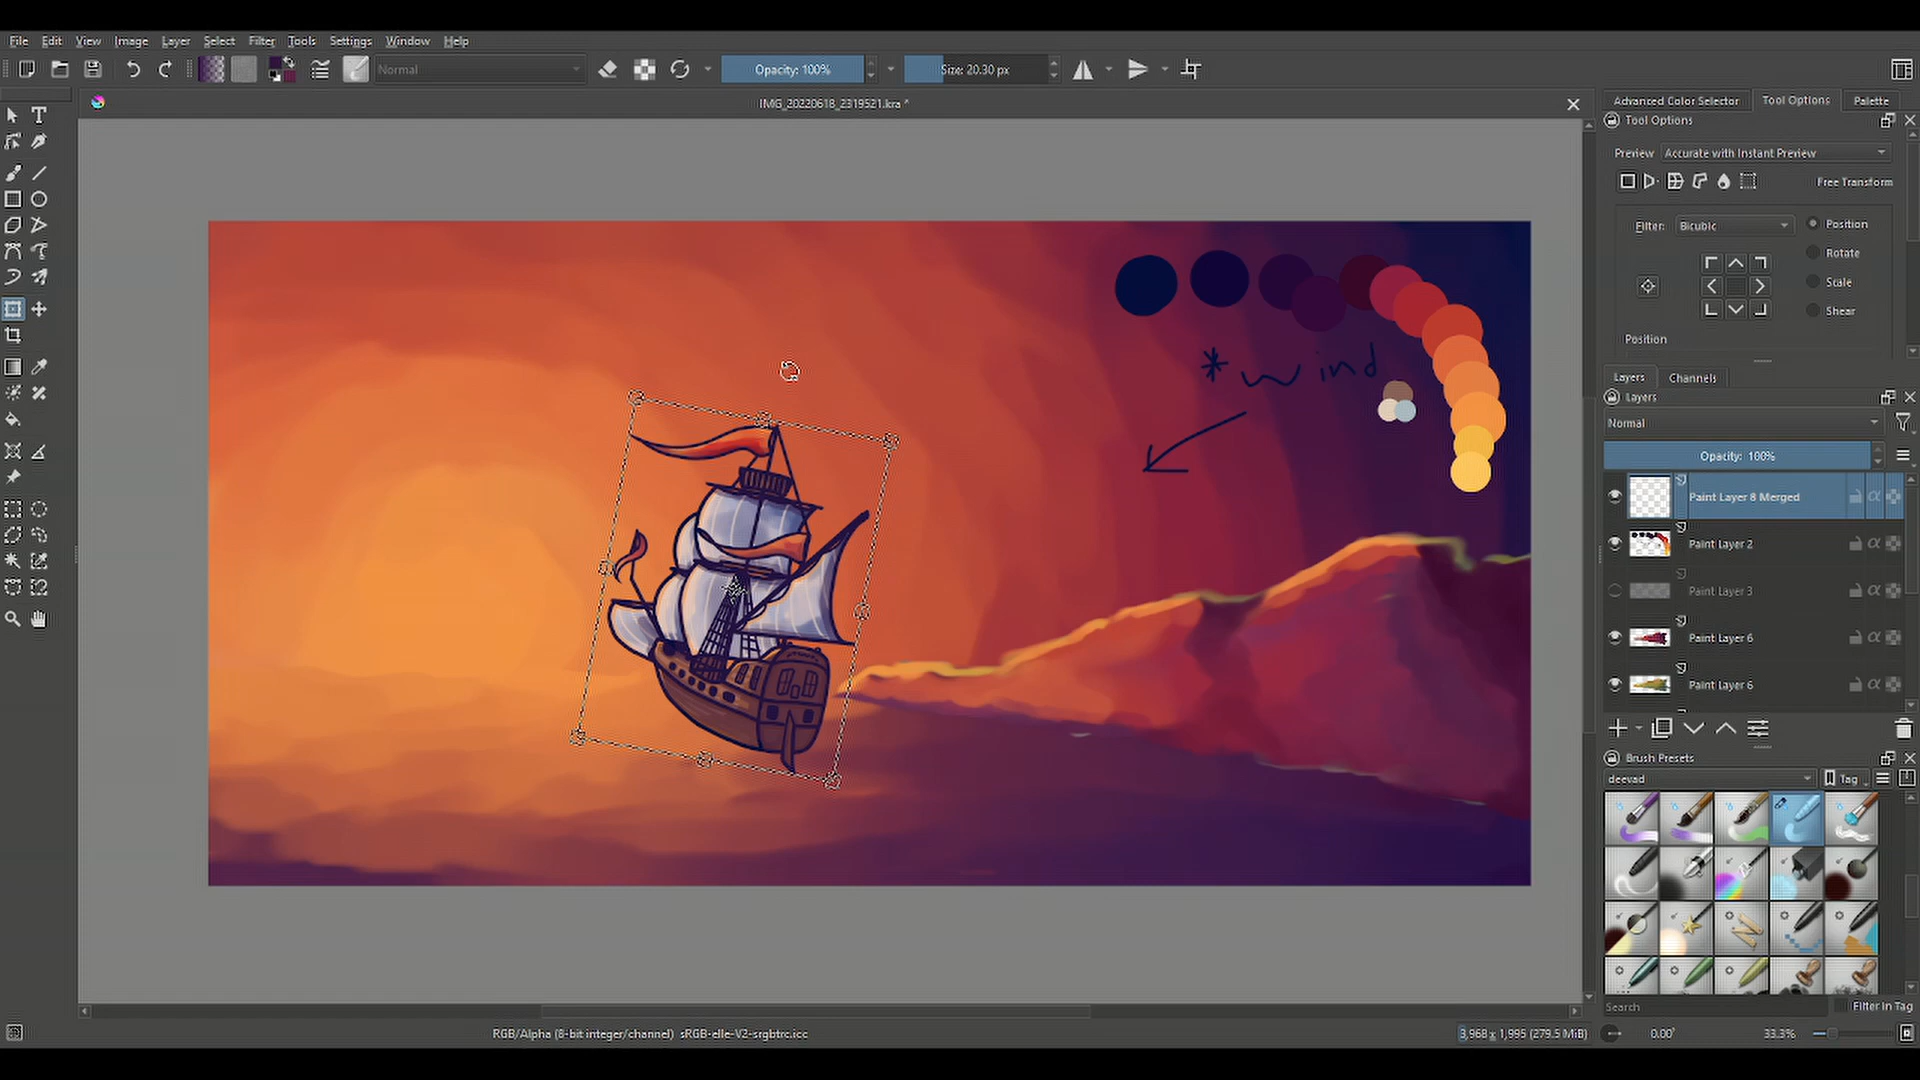 File Edit View Image Layer Select Filter Tools Settings Window Help
Normal Opacity: 100% Size: 20.30 px
IMG_20220618_2319521.kra *
Advanced Color Selector Tool Options Palette
Tool Options
Preview Accurate with Instant Preview
Free Transform
Filter: Bicubic Position
Rotate
Scale
Shear
Position
* wind
Layers Channels
Layers
Normal
Opacity: 100%
Paint Layer 8 Merged
Paint Layer 2
Paint Layer 3
Paint Layer 6
Paint Layer 6
Brush Presets
deevad Tag
Search Filter in Tag
RGB/Alpha (8-bit integer/channel) sRGB-elle-V2-srgbtrc.icc 3,968 x 1,995 (279.5 MiB) 0.00° 33.3%